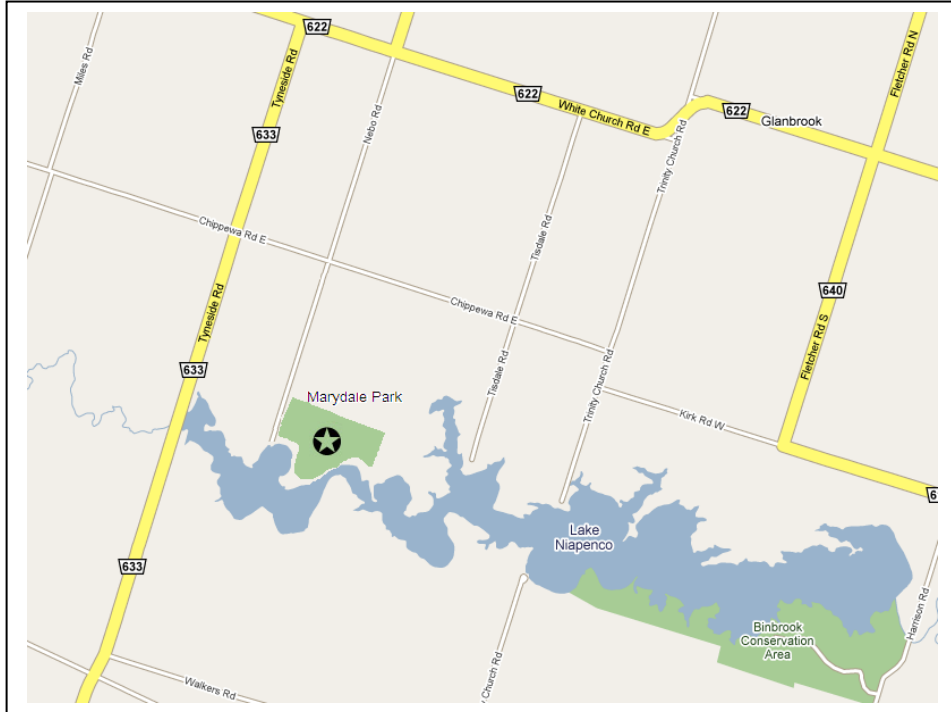 622
Tyneside Rd
Miles Rd
633
Nebo Rd
622
White Church Rd E
622
Glanbrook
Fletcher Rd N
Trinity Church Rd
Tisdale Rd
Chippewa Rd E
Tyneside Rd
633
Chippewa Rd E
640
Fletcher Rd S
Tisdale Rd
Trinity Church Rd
Marydale Park
Kirk Rd W
Lake
Niapenco
633
Harrison Rd
Binbrook
Conservation
Area
Church Rd
Walkers Rd